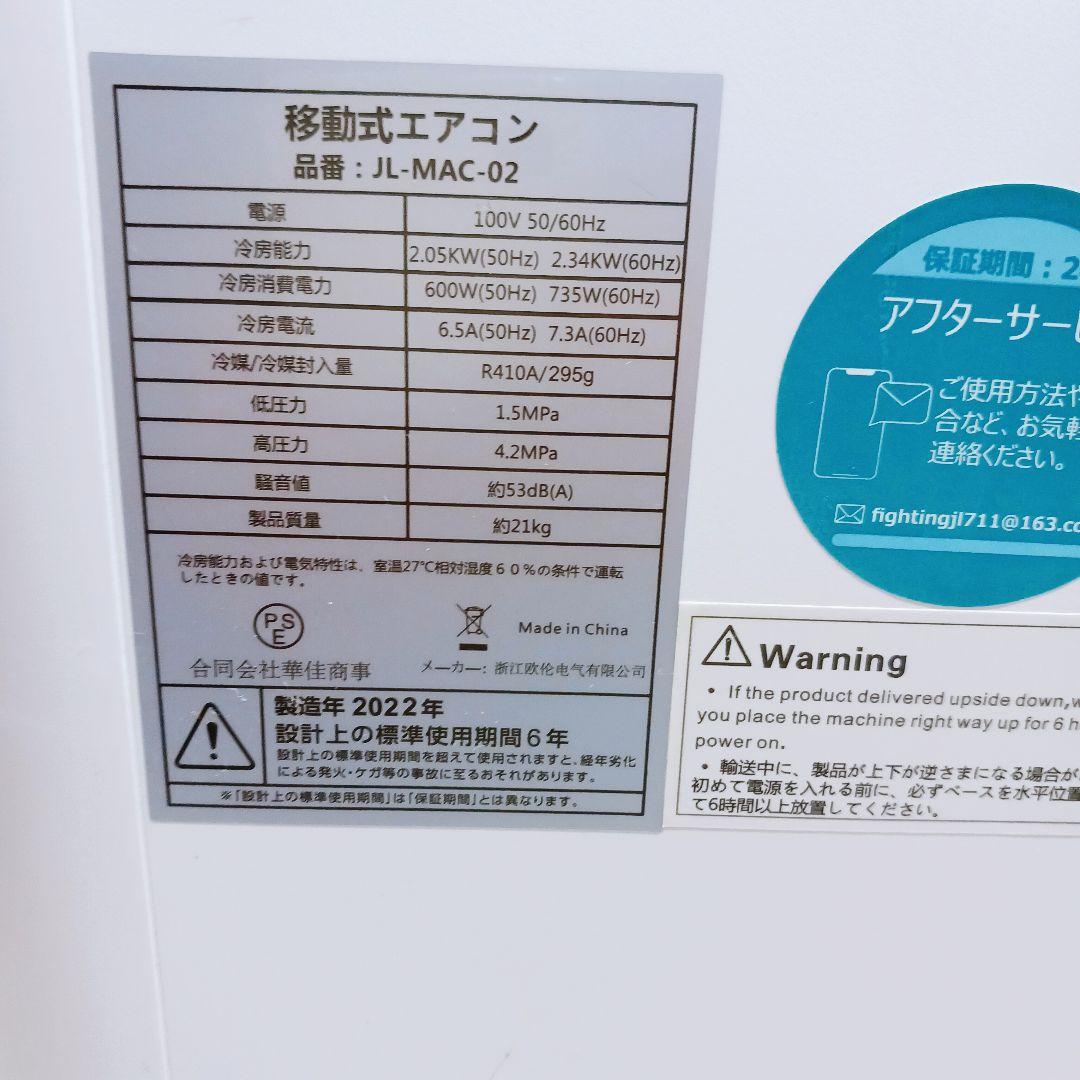 移動式エアコン
品番：JL-MAC-02
電源 100V 50/60Hz
冷房能力 2.05KW(50Hz) 2.34KW(60Hz)
冷房消費電力 600W(50Hz) 735W(60Hz)
冷房電流 6.5A(50Hz) 7.3A(60Hz)
冷媒/冷媒封入量 R410A/295g
低圧力 1.5MPa
高圧力 4.2MPa
騒音値 約53dB(A)
製品質量 約21kg
冷房能力および電気特性は、室温27℃相対湿度60％の条件で運転
したときの値です。
PS
E
Made in China
合同会社華佳商事 メーカー: 浙江欧伦电气有限公司
製造年 2022年
設計上の標準使用期間6年
設計上の標準使用期間を超えて使用されますと、経年劣化
による発火・ケガ等の事故に至るおそれがあります。
※「設計上の標準使用期間」は「保証期間」とは異なります。
保証期間：2
アフターサー
ご使用方法や
合など、お気軽
連絡ください。
fightingjl711@163.co
Warning
• If the product delivered upside down,
you place the machine right way up for 6 h
power on.
• 輸送中に、製品が上下が逆さまになる場合が
初めて電源を入れる前に、必ずベースを水平位置
て6時間以上放置してください。